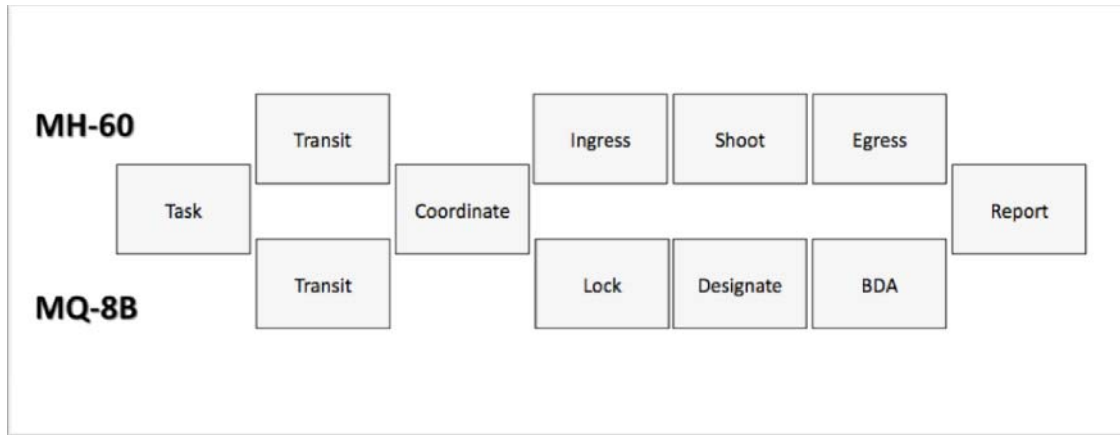 MH-60
Transit
Ingress
Shoot
Egress
Task
Coordinate
Report
Transit
Lock
Designate
BDA
MQ-8B